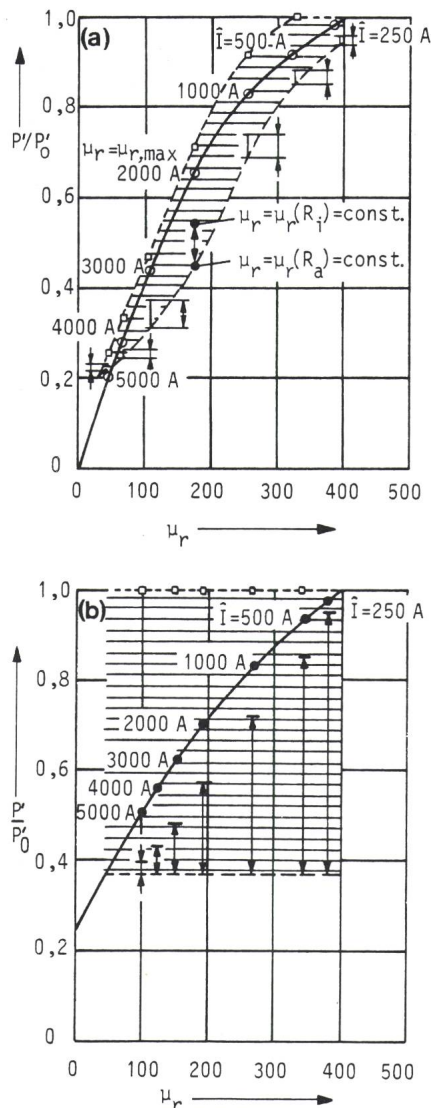 (a)
1,0
Î=500 A
Î=250 A
1000 A
0,8
P'/P'₀
μr=μr,max
2000 A
0,6
μr=μr(Ri)=const.
3000 A
μr=μr(Ra)=const.
0,4
4000 A
0,2
5000 A
0
0 100 200 300 400 500
μr
(b)
1,0
Î=500 A
Î=250 A
1000 A
0,8
2000 A
3000 A
0,6
4000 A
5000 A
0,4
0,2
0
0 100 200 300 400 500
μr